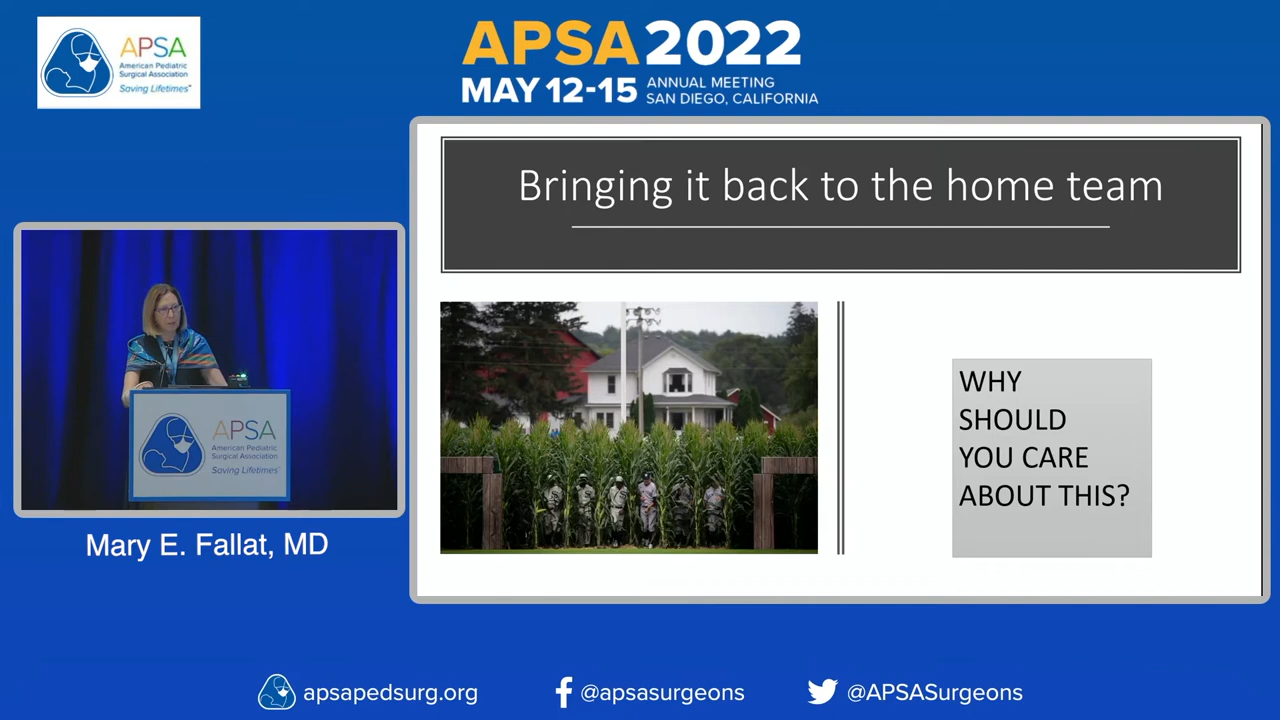 APSA
American Pediatric
Surgical Association
Saving Lifetimes™
APSA 2022
MAY 12-15
ANNUAL MEETING
SAN DIEGO, CALIFORNIA
Bringing it back to the home team
WHY
SHOULD
YOU CARE
ABOUT THIS?
APSA
American Pediatric
Surgical Association
Saving Lifetimes
Mary E. Fallat, MD
apsapedsurg.org
@apsasurgeons
@APSASurgeons